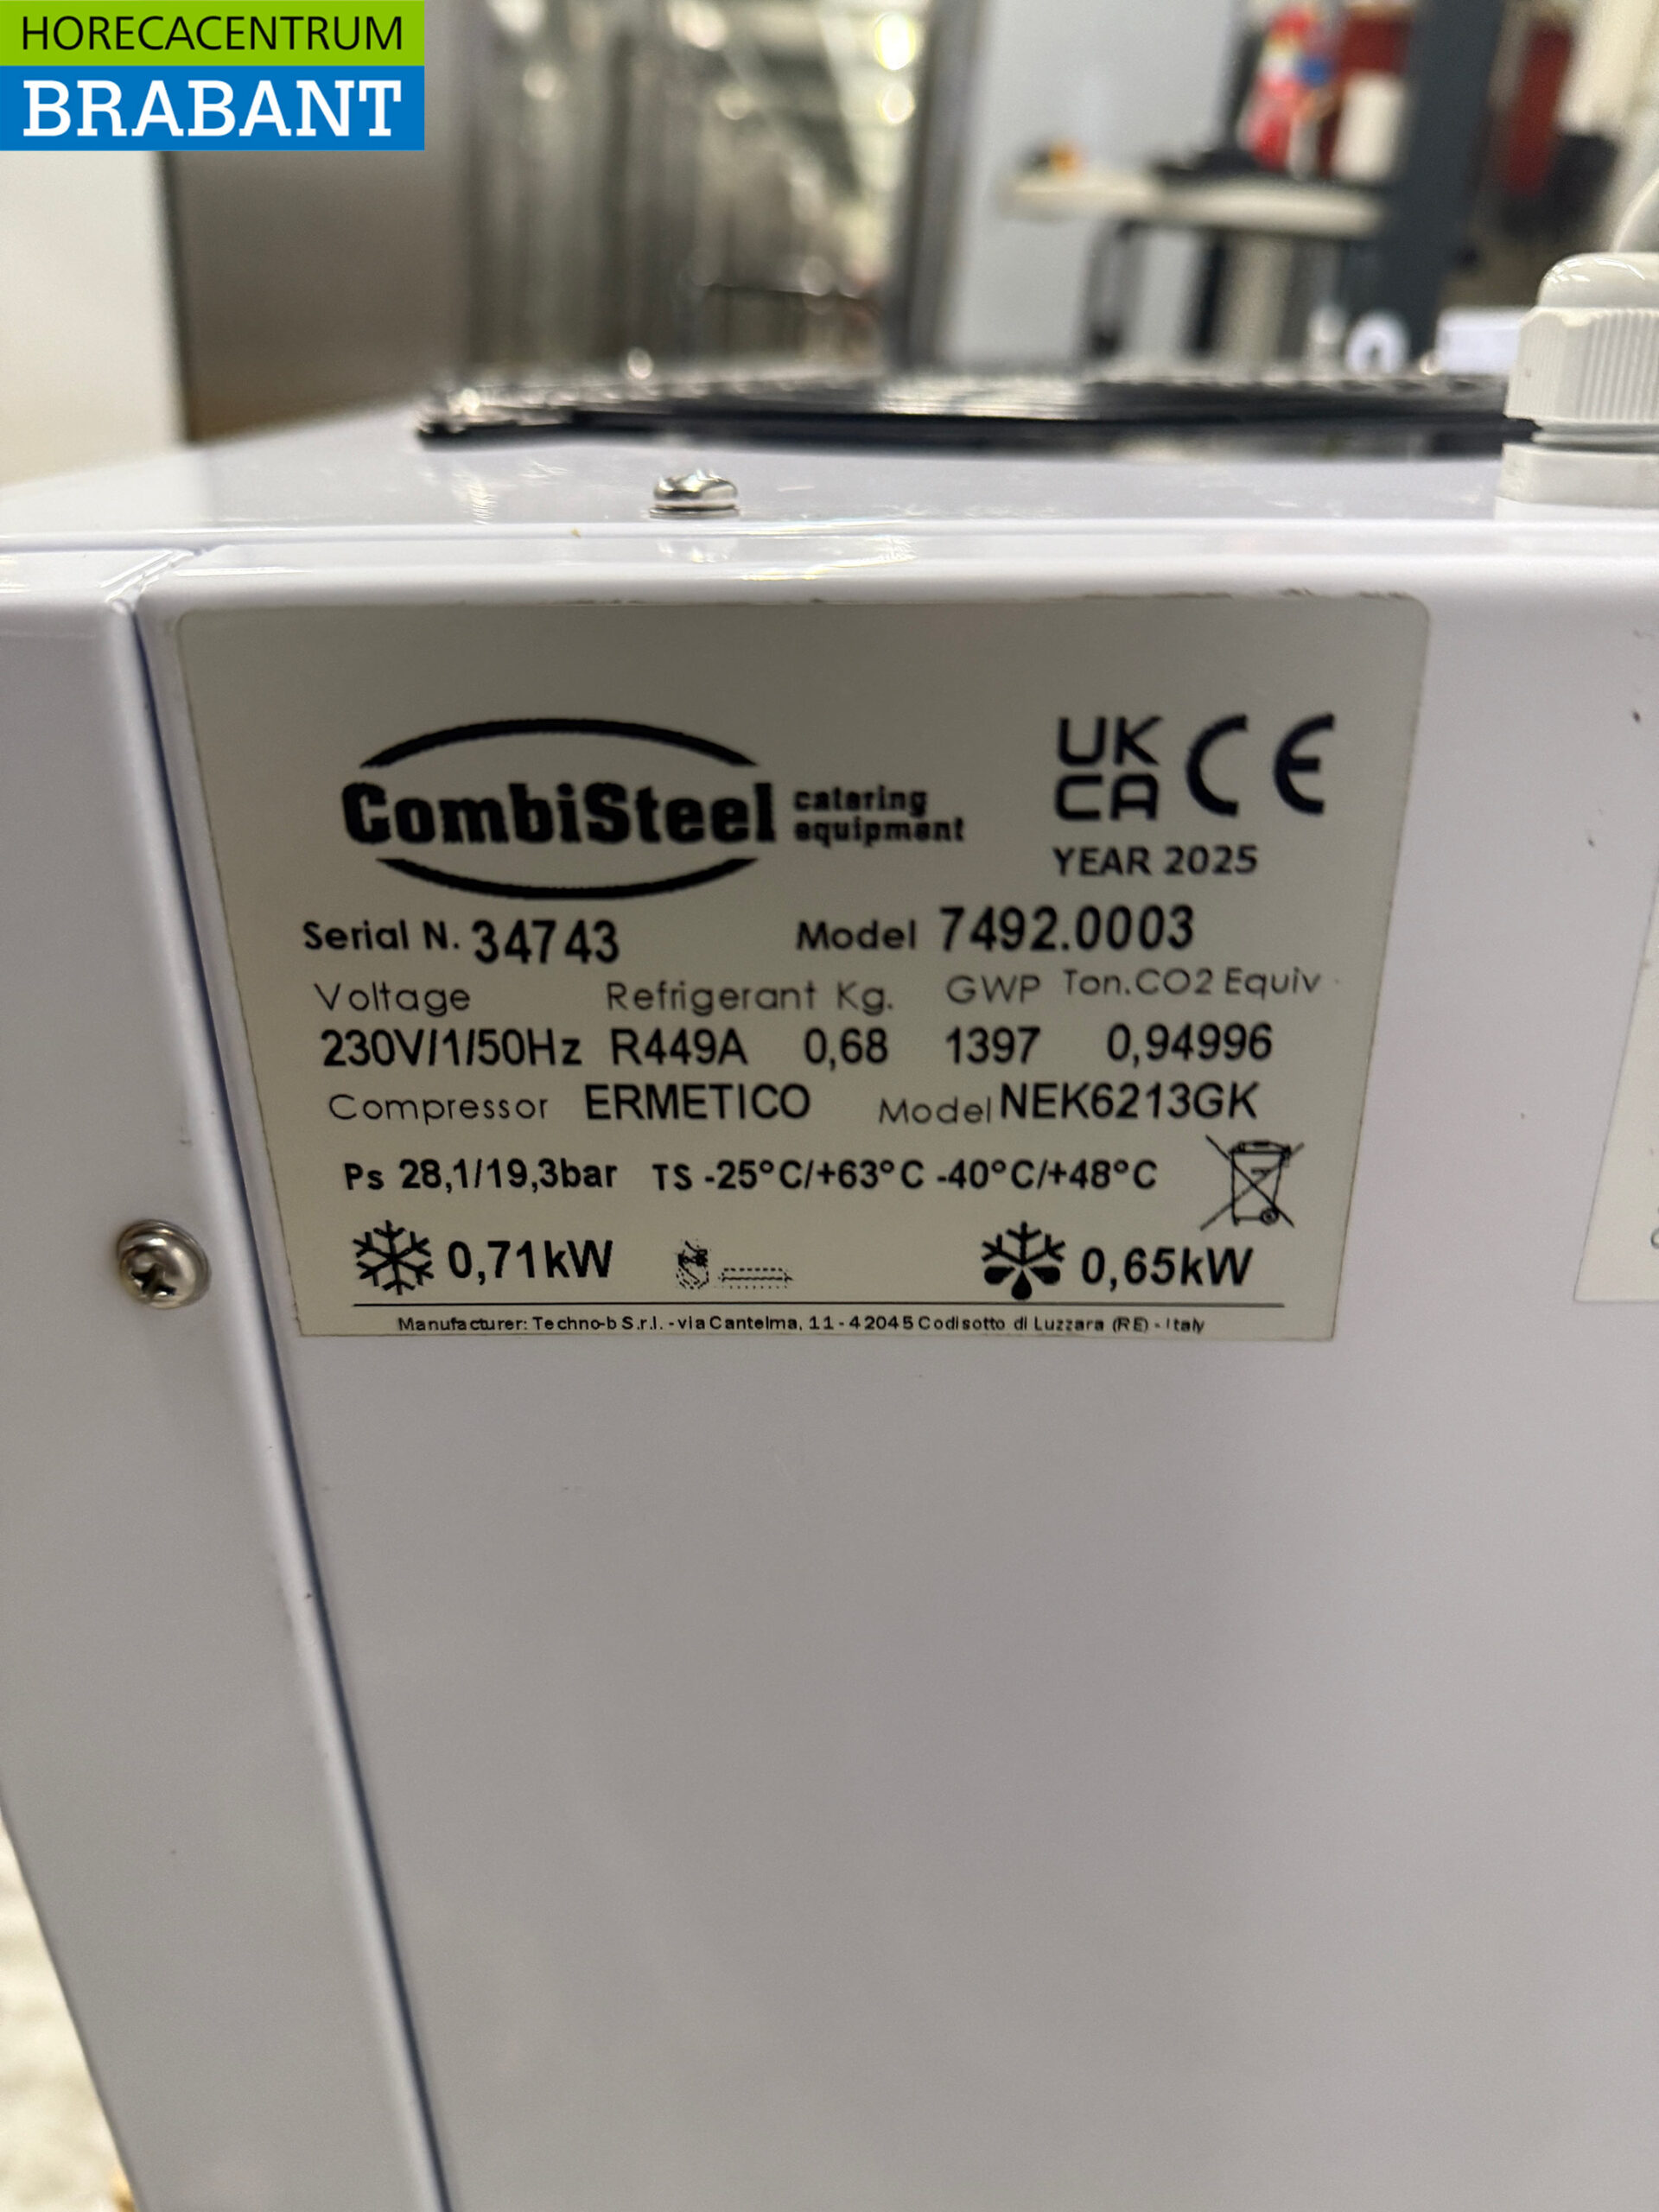 HORECACENTRUM
BRABANT
CombiSteel catering equipment
UK CA CE
YEAR 2025
Serial N. 34743 Model 7492.0003
Voltage Refrigerant Kg. GWP Ton.CO2 Equiv
230V/1/50Hz R449A 0,68 1397 0,94996
Compressor ERMETICO Model NEK6213GK
Ps 28,1/19,3bar TS -25°C/+63°C -40°C/+48°C
0,71kW 0,65kW
Manufacturer: Techno-b S.r.l. - via Cantelma, 11 - 42045 Codisotto di Luzzara (RE) - Italy